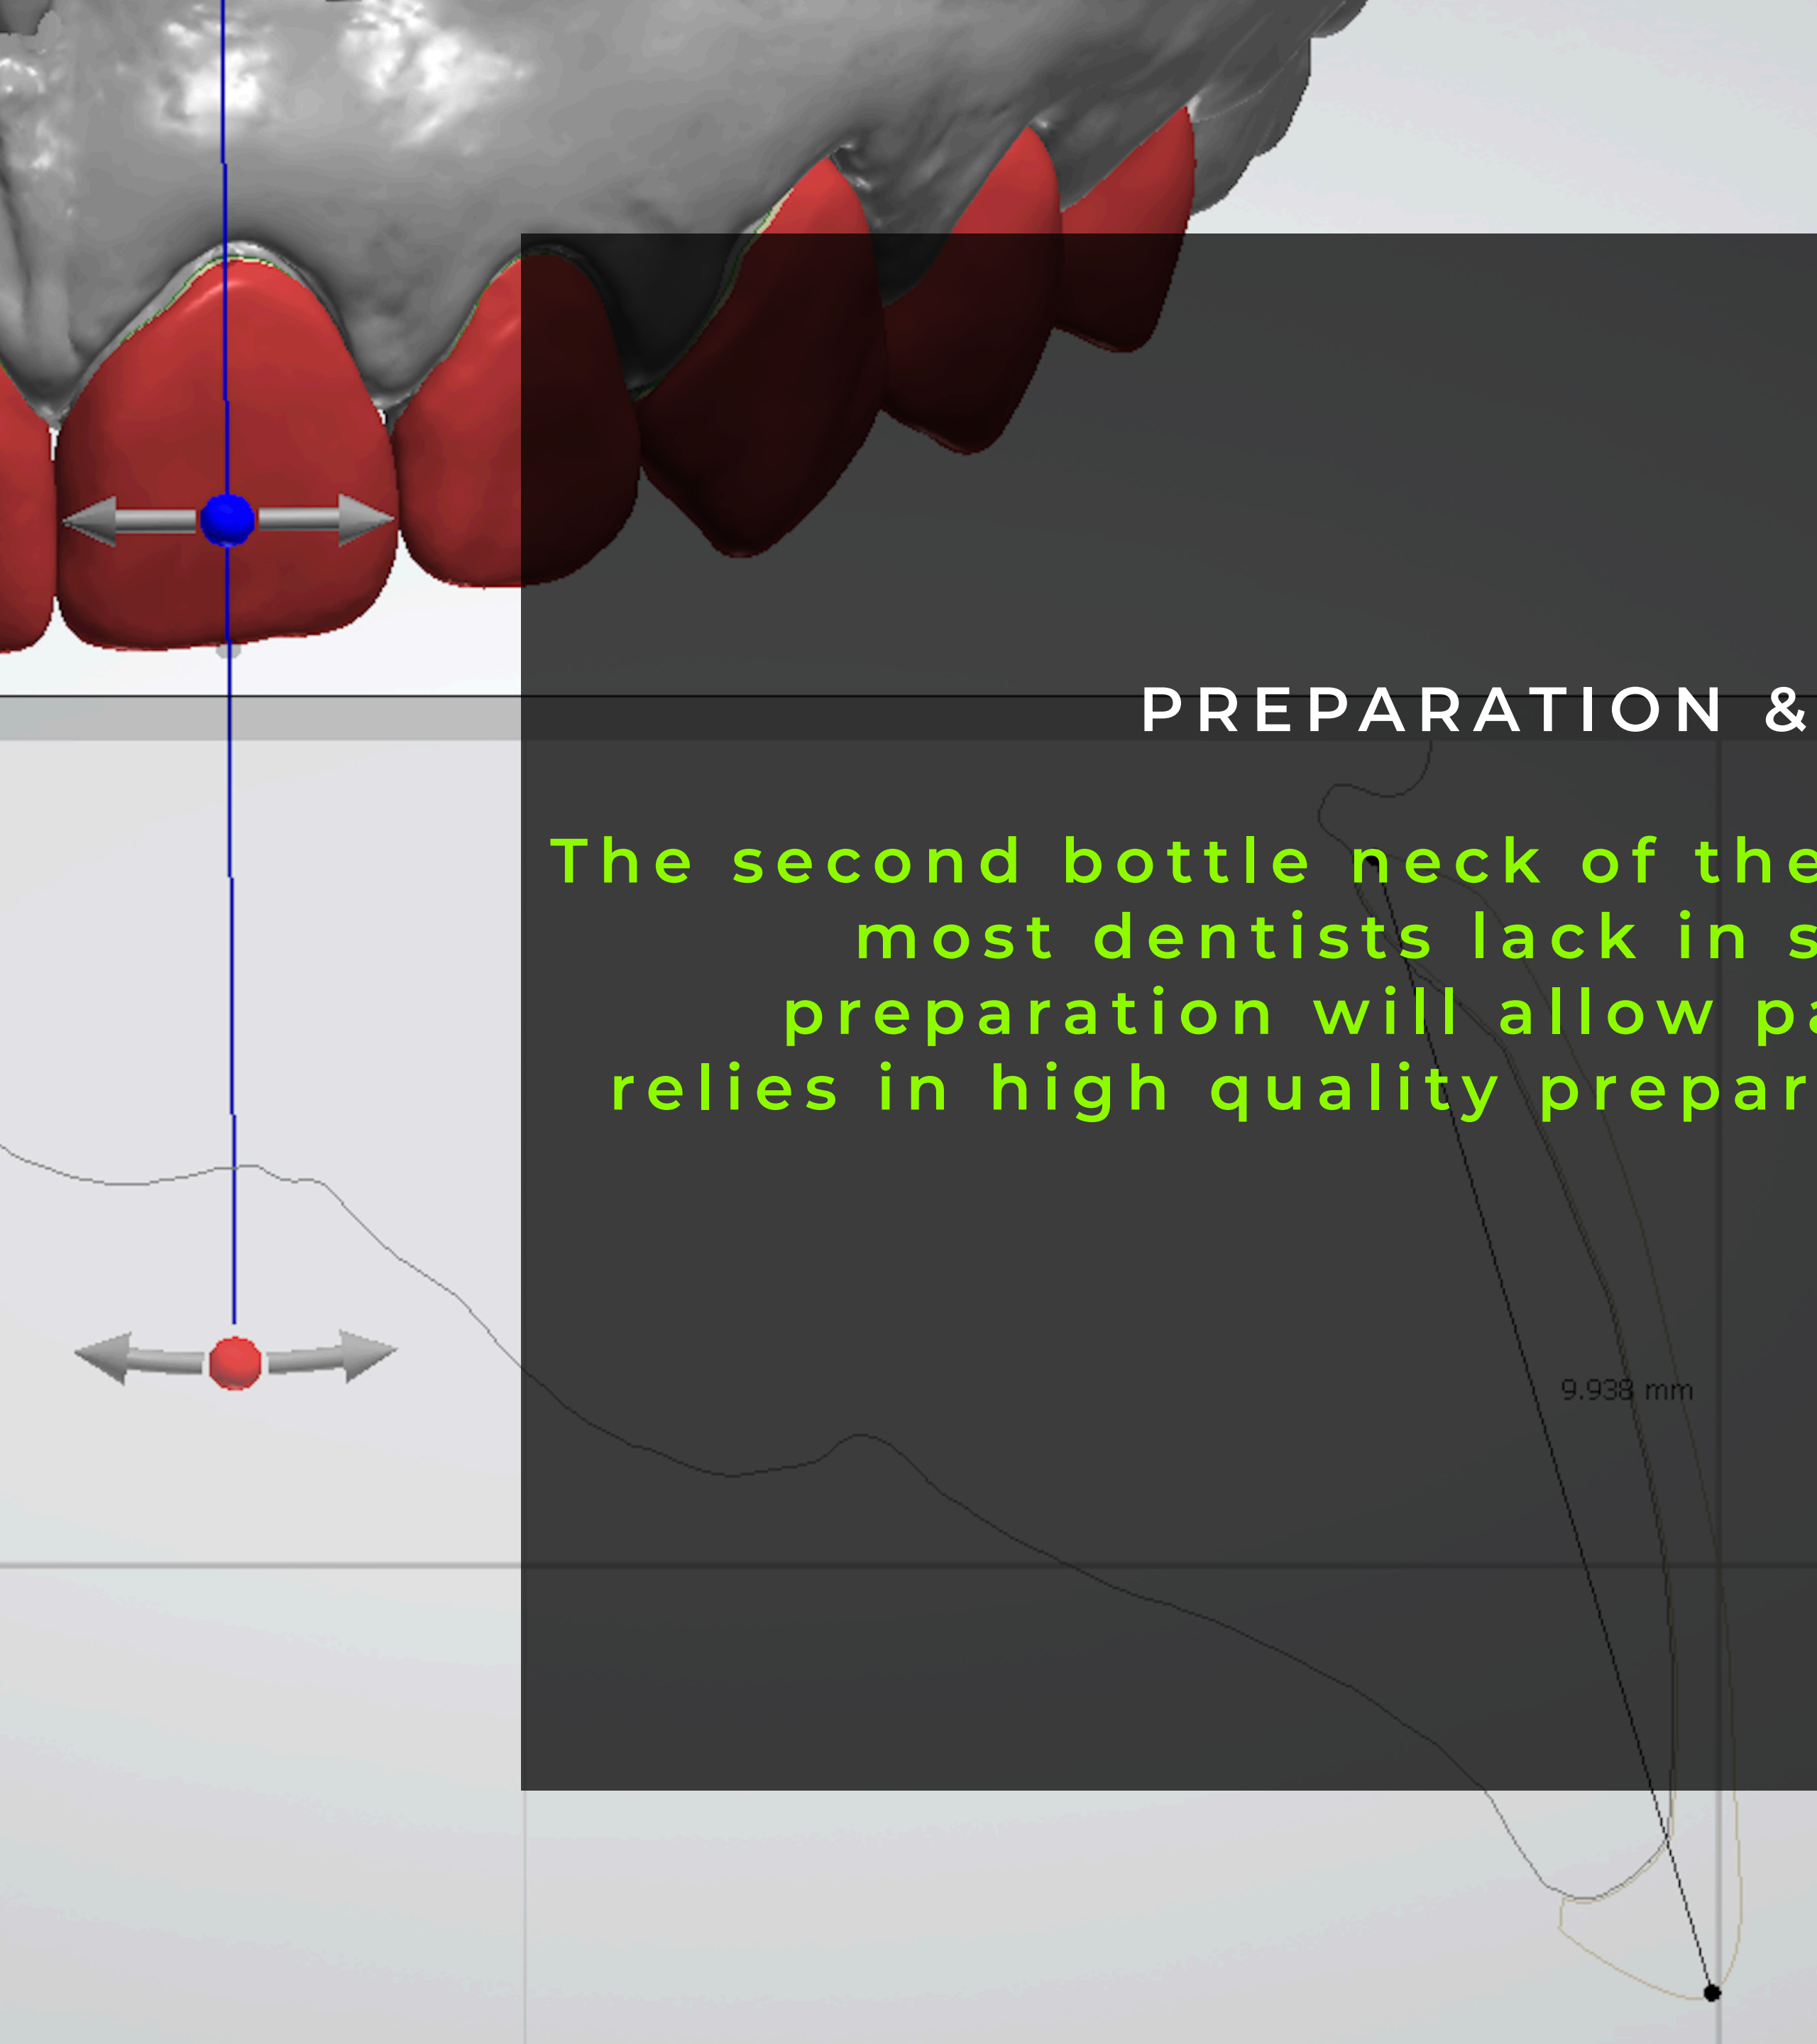 PREPARATION &
The second bottle neck of the
most dentists lack in s
preparation will allow pa
relies in high quality prepar
9.938 mm